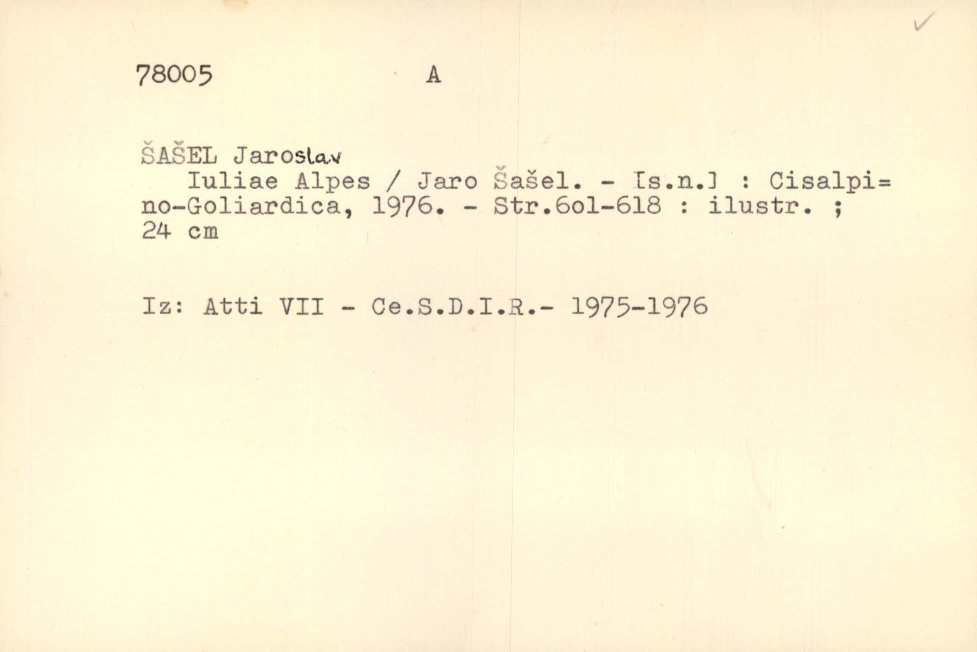 78005 A
ŠAŠEL Jaroslav
Iuliae Alpes / Jaro Šašel. - [s.n.] : Cisalpi=
no-Goliardica, 1976. - Str.6o1-618 : ilustr. ;
24 cm
Iz: Atti VII - Ce.S.D.I.R.- 1975-1976